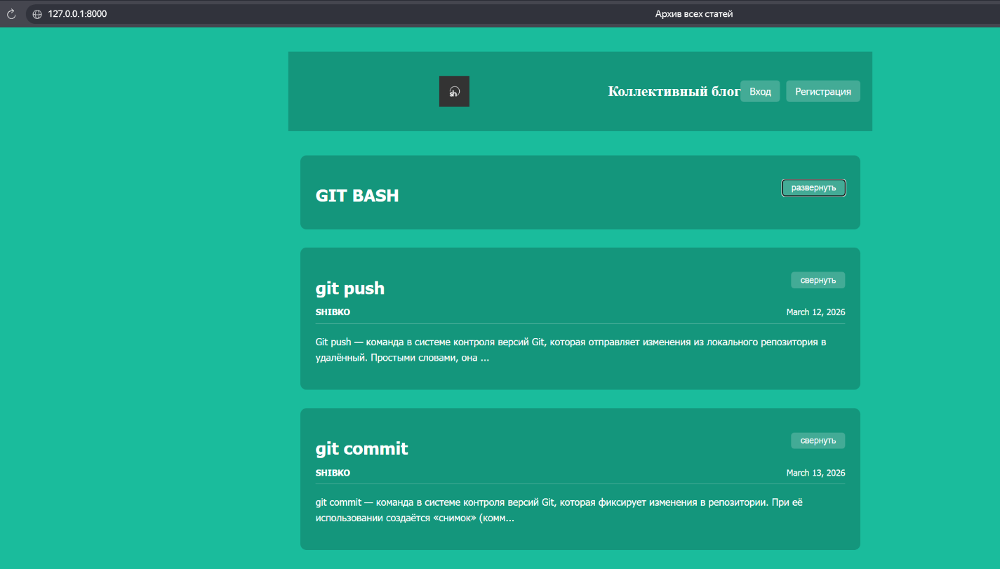 127.0.0.1:8000
Архив всех статей
sh
Коллективный блог
Вход
Регистрация
GIT BASH
развернуть
git push
свернуть
SHIBKO
March 12, 2026
Git push — команда в системе контроля версий Git, которая отправляет изменения из локального репозитория в
удалённый. Простыми словами, она ...
git commit
свернуть
SHIBKO
March 13, 2026
git commit — команда в системе контроля версий Git, которая фиксирует изменения в репозитории. При её
использовании создаётся «снимок» (комм...